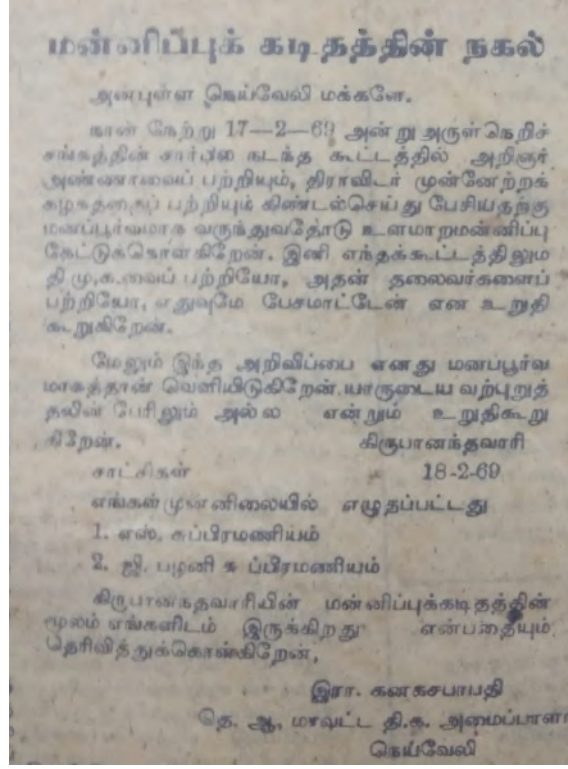 மன்னிப்புக் கடிதத்தின் நகல்
அன்புள்ள நெய்வேலி மக்களே.
நான் நேற்று 17—2—69 அன்று அருள்நெறிச்
சங்கத்தின் சார்பில நடந்த கூட்டத்தில் அறிஞர்
அண்ணாவைப் பற்றியும், திராவிடர் முன்னேற்றக்
கழகத்தைப் பற்றியும் கிண்டல்செய்து பேசியதற்கு
மனப்பூர்வமாக வருந்துவதோடு உளமாறமன்னிப்பு
கேட்டுக்கொள்கிறேன். இனி எந்தக்கூட்டத்திலும
தி மு.க.வைப் பற்றியோ, அதன் தலைவர்களைப்
பற்றியோ, எதுவுமே பேசமாட்டேன் என உறுதி
கூறுகிறேன்.
மேலும் இந்த அறிவிப்பை எனது மனப்பூர்வ
மாகத்தான் வெளியிடுகிறேன். யாருடைய வற்புறுத்
தலின் பேரிலும் அல்ல என்றும் உறுதிகூறு
கிறேன். கிருபானந்தவாரி
சாட்சிகள் 18-2-69
எங்கள்முன்னிலையில் எழுதப்பட்டது
1. எஸ். சுப்பிரமணியம்
2. ஜி. பழனி சுப்பிரமணியம்
கிருபானந்தவாரியின் மன்னிப்புக்கடிதத்தின்
மூலம் எங்களிடம் இருக்கிறது என்பதையும்
தெரிவித்துக்கொள்கிறேன்,
இரா. கனகசபாபதி
தெ. ஆ, மாவட்ட தி.க. அமைப்பாள
நெய்வேலி